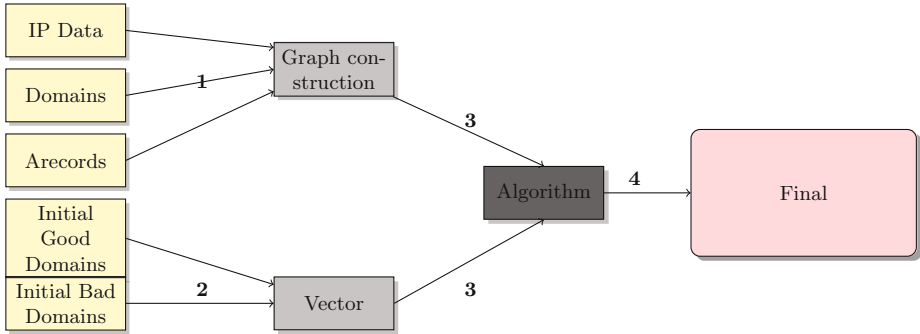 IP Data
Domains
Arecords
Initial
Good
Domains
Initial Bad
Domains
1
2
Graph con-
struction
Vector
3
3
Algorithm
4
Final